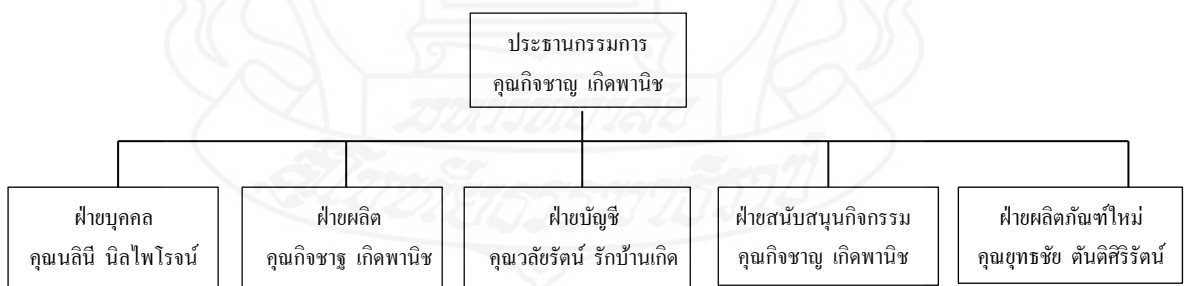 ประธานกรรมการ
คุณกิจชาญ เกิดพานิช
ฝ่ายบุคคล
คุณนลินี นิลไพโรจน์
ฝ่ายผลิต
คุณกิจชาฐ เกิดพานิช
ฝ่ายบัญชี
คุณวลัยรัตน์ รักบ้านเกิด
ฝ่ายสนับสนุนกิจกรรม
คุณกิจชาญ เกิดพานิช
ฝ่ายผลิตภัณฑ์ใหม่
คุณยุทธชัย ตันติศิริรัตน์